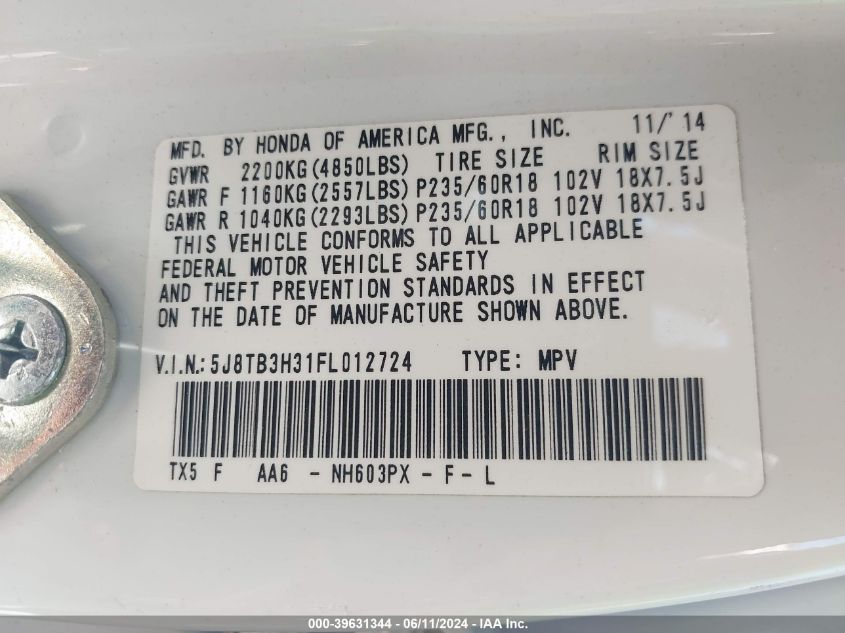 MFD. BY HONDA OF AMERICA MFG., INC. 11/'14
GVWR 2200KG(4850LBS) TIRE SIZE RIM SIZE
GAWR F 1160KG(2557LBS) P235/60R18 102V 18X7.5J
GAWR R 1040KG(2293LBS) P235/60R18 102V 18X7.5J
THIS VEHICLE CONFORMS TO ALL APPLICABLE
FEDERAL MOTOR VEHICLE SAFETY
AND THEFT PREVENTION STANDARDS IN EFFECT
ON THE DATE OF MANUFACTURE SHOWN ABOVE.
V.I.N.: 5J8TB3H31FL012724 TYPE: MPV
TX5 F AA6 - NH603PX - F - L
000-39631344 - 06/11/2024 - IAA Inc.